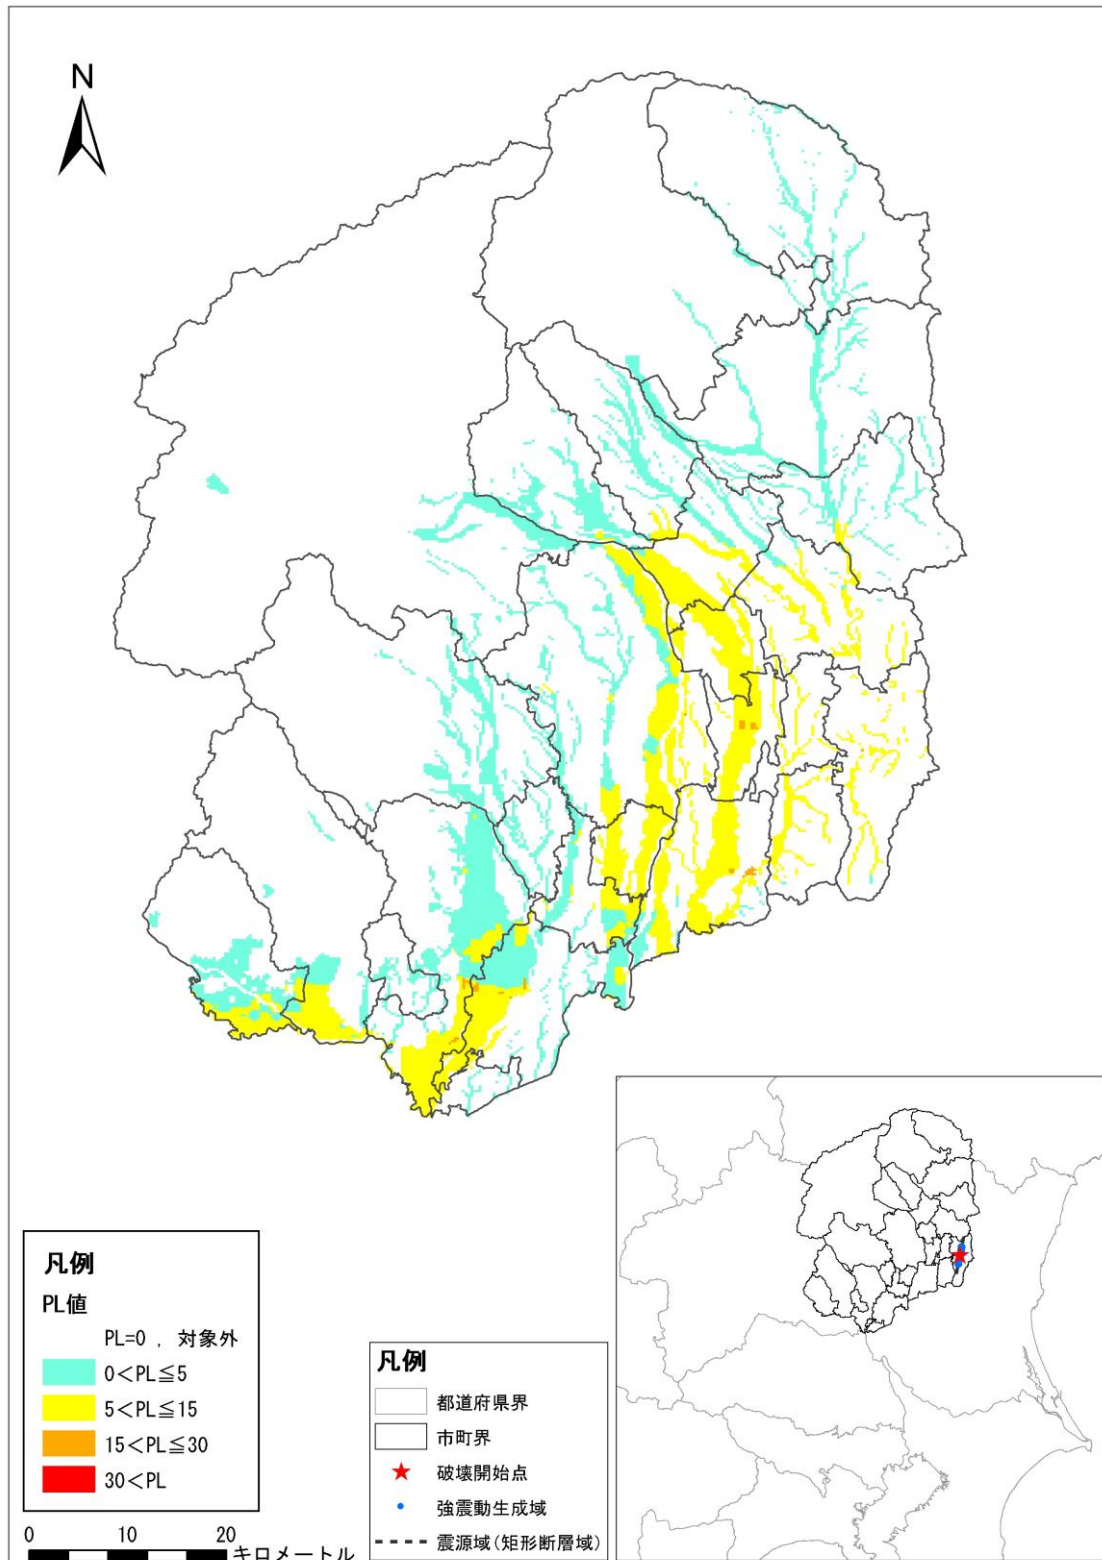 N
凡例
PL値
PL=0 , 対象外
0<PL≦5
5<PL≦15
15<PL≦30
30<PL
0 10 20
キロメートル
凡例
都道府県界
市町界
破壊開始点
強震動生成域
震源域(矩形断層域)